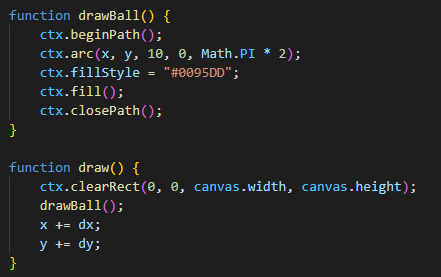 function drawBall() {
    ctx.beginPath();
    ctx.arc(x, y, 10, 0, Math.PI * 2);
    ctx.fillStyle = "#0095DD";
    ctx.fill();
    ctx.closePath();
}

function draw() {
    ctx.clearRect(0, 0, canvas.width, canvas.height);
    drawBall();
    x += dx;
    y += dy;
}